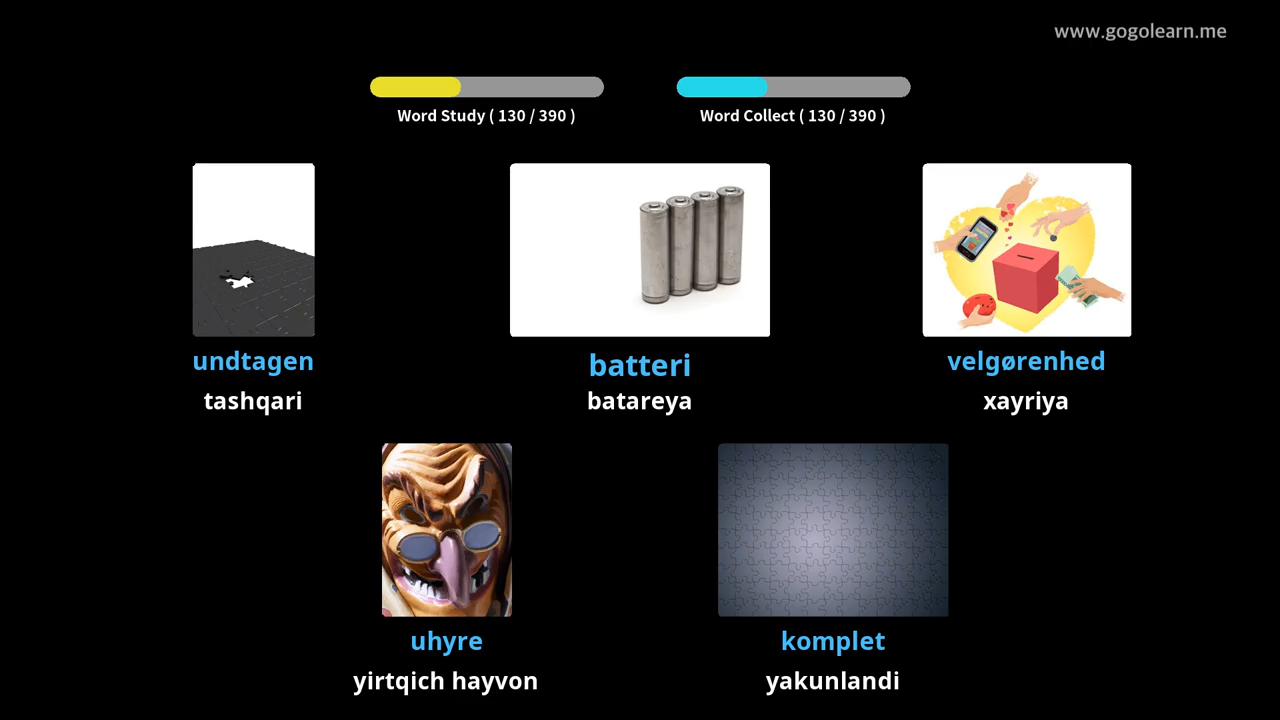 www.gogolearn.me
Word Study ( 130 / 390 )
Word Collect ( 130 / 390 )
undtagen
tashqari
batteri
batareya
velgørenhed
xayriya
uhyre
yirtqich hayvon
komplet
yakunlandi